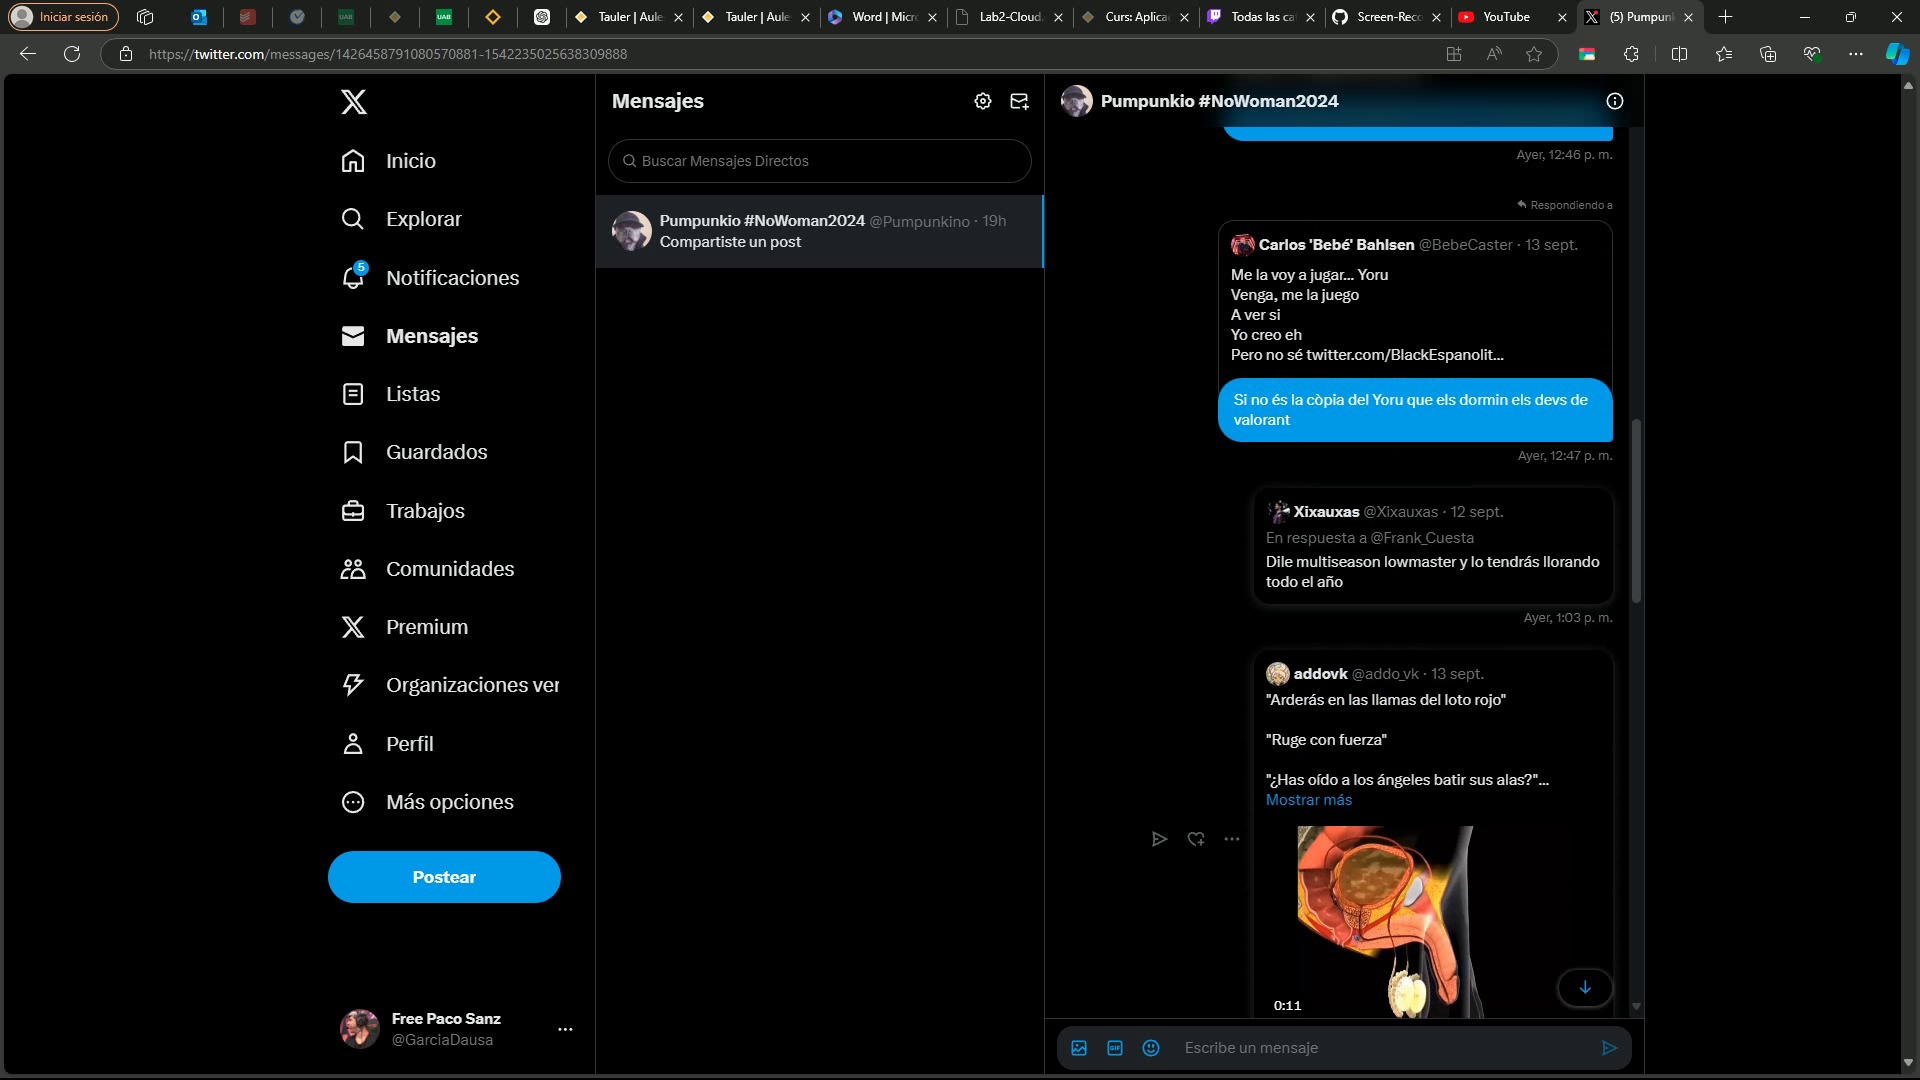 Iniciar sesión
Tauler | Aule
Tauler | Aule
Word | Micr
Lab2-Cloud.
Curs: Aplica
Todas las ca
Screen-Reco
YouTube
(5) Pumpun
https://twitter.com/messages/1426458791080570881-1542235025638309888
Inicio
Explorar
5
Notificaciones
Mensajes
Listas
Guardados
Trabajos
Comunidades
Premium
Organizaciones ver
Perfil
Más opciones
Postear
Free Paco Sanz
@GarciaDausa
Mensajes
Buscar Mensajes Directos
Pumpunkio #NoWoman2024 @Pumpunkino · 19h
Compartiste un post
Pumpunkio #NoWoman2024
Ayer, 12:46 p. m.
Respondiendo a
Carlos 'Bebé' Bahlsen @BebeCaster · 13 sept.
Me la voy a jugar... Yoru
Venga, me la juego
A ver si
Yo creo eh
Pero no sé twitter.com/BlackEspanolit...
Si no és la còpia del Yoru que els dormin els devs de
valorant
Ayer, 12:47 p. m.
Xixauxas @Xixauxas · 12 sept.
En respuesta a @Frank_Cuesta
Dile multiseason lowmaster y lo tendrás llorando
todo el año
Ayer, 1:03 p. m.
addovk @addo_vk · 13 sept.
"Arderás en las llamas del loto rojo"
"Ruge con fuerza"
"¿Has oído a los ángeles batir sus alas?"...
Mostrar más
0:11
GIF
Escribe un mensaje